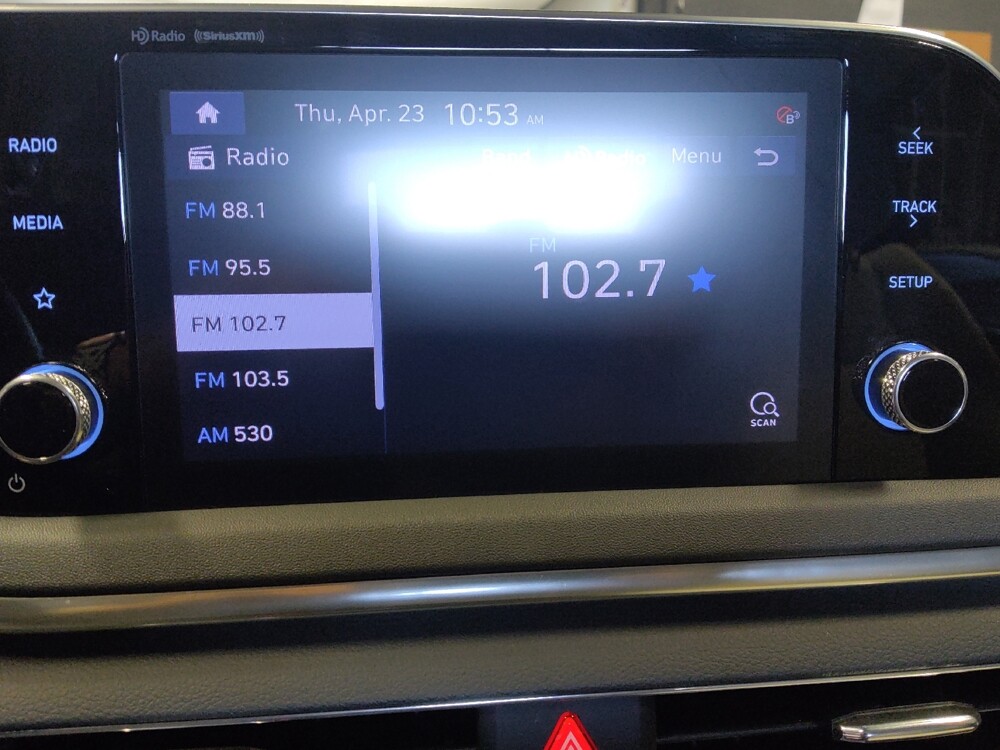 HD Radio ((SiriusXM))
Thu, Apr. 23 10:53 AM
B
RADIO
MEDIA
Radio
Menu
FM 88.1
FM 95.5
FM 102.7
FM 103.5
AM 530
FM
102.7
SCAN
SEEK
TRACK
SETUP